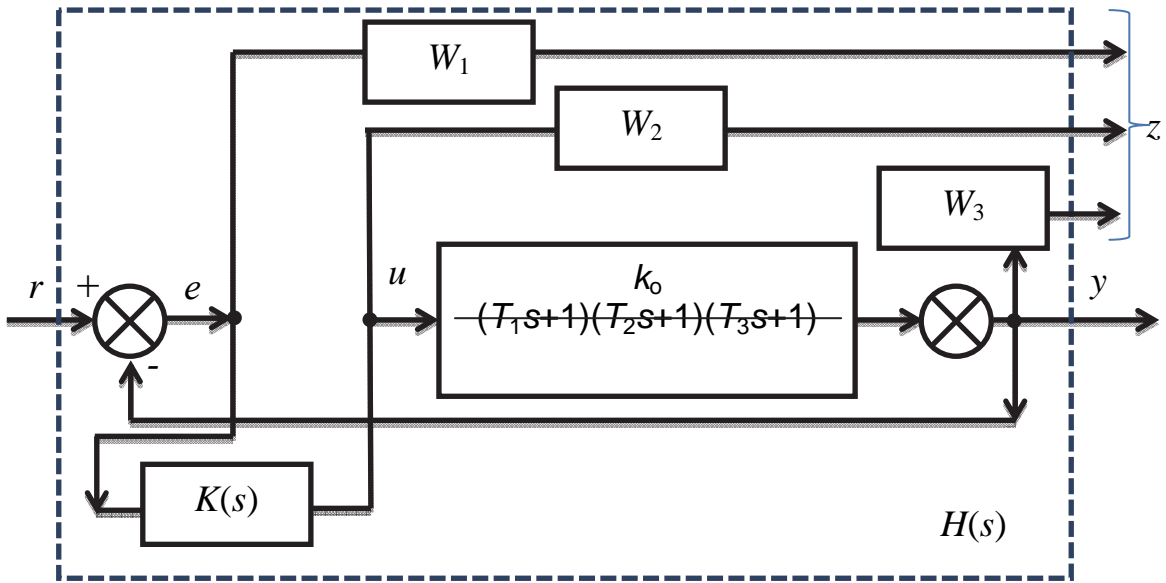 W1
W2
z
W3
r
+
e
u
ko
(T1s+1)(T2s+1)(T3s+1)
y
-
K(s)
H(s)